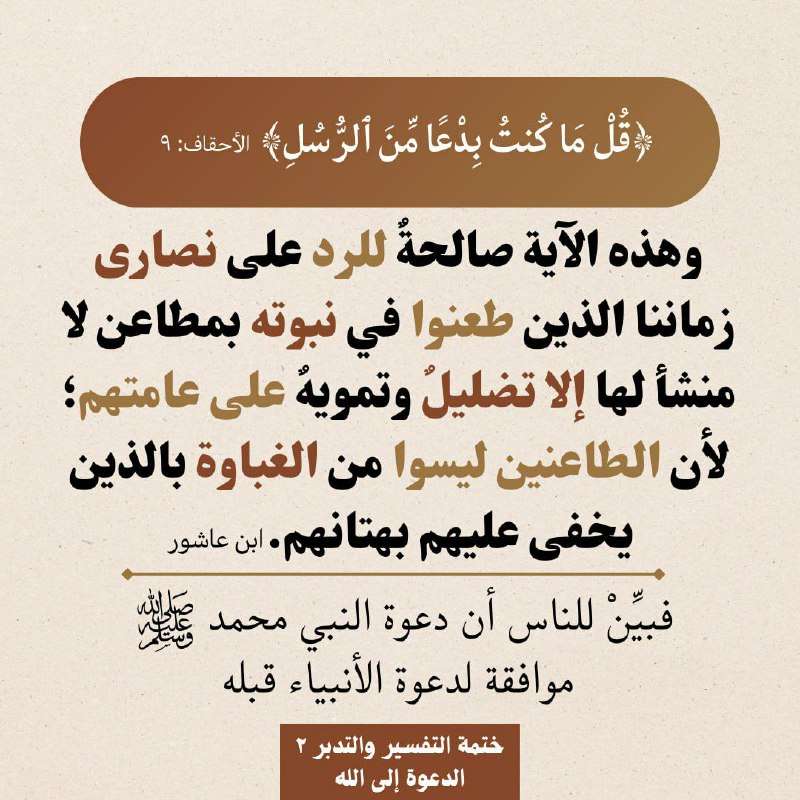 ﴿قُلْ مَا كُنتُ بِدْعًا مِّنَ ٱلرُّسُلِ﴾ الأحقاف: ٩
وهذه الآية صالحةٌ للرد على نصارى
زماننا الذين طعنوا في نبوته بمطاعن لا
منشأ لها إلا تضليلٌ وتمويهٌ على عامتهم؛
لأن الطاعنين ليسوا من الغباوة بالذين
يخفى عليهم بهتانهم. ابن عاشور
فبيِّنْ للناس أن دعوة النبي محمد ﷺ
موافقة لدعوة الأنبياء قبله
ختمة التفسير والتدبر ٢
الدعوة إلى الله